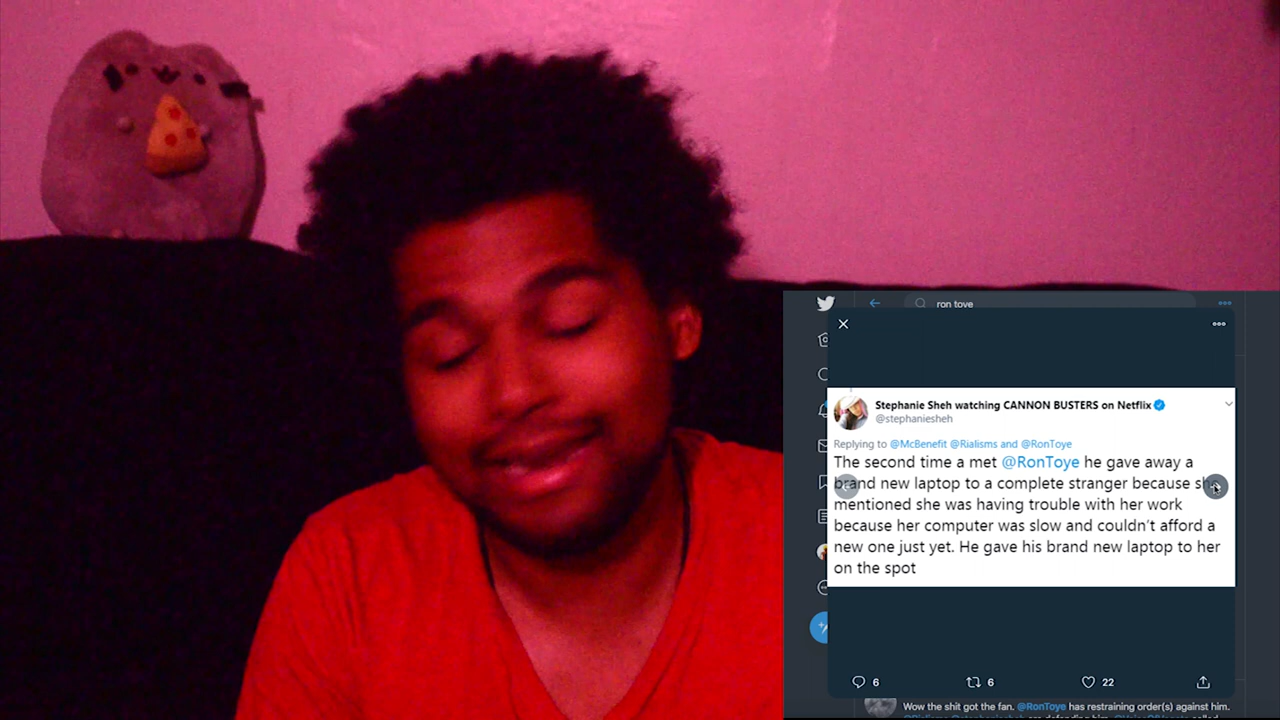 ron toye
Stephanie Sheh watching CANNON BUSTERS on Netflix
@stephaniesheh
Replying to @McBenefit @Rialisms and @RonToye
The second time a met @RonToye he gave away a
brand new laptop to a complete stranger because she
mentioned she was having trouble with her work
because her computer was slow and couldn't afford a
new one just yet. He gave his brand new laptop to her
on the spot
6 6 22
Wow the shit got the fan. @RonToye has restraining order(s) against him.